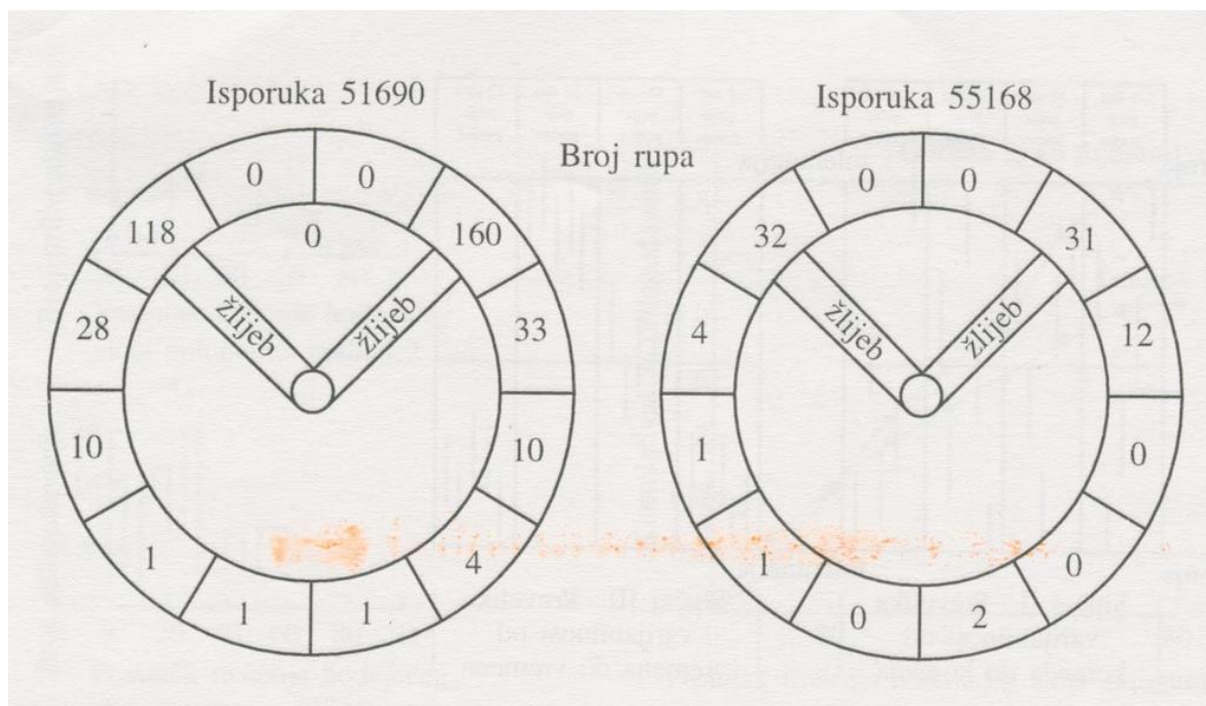 Isporuka 51690
Isporuka 55168
Broj rupa
0 0
118 0 160
28 žlijeb žlijeb 33
10 10
1 4
1 1
0 0
32 31
4 žlijeb žlijeb 12
1 0
1 0
0 2